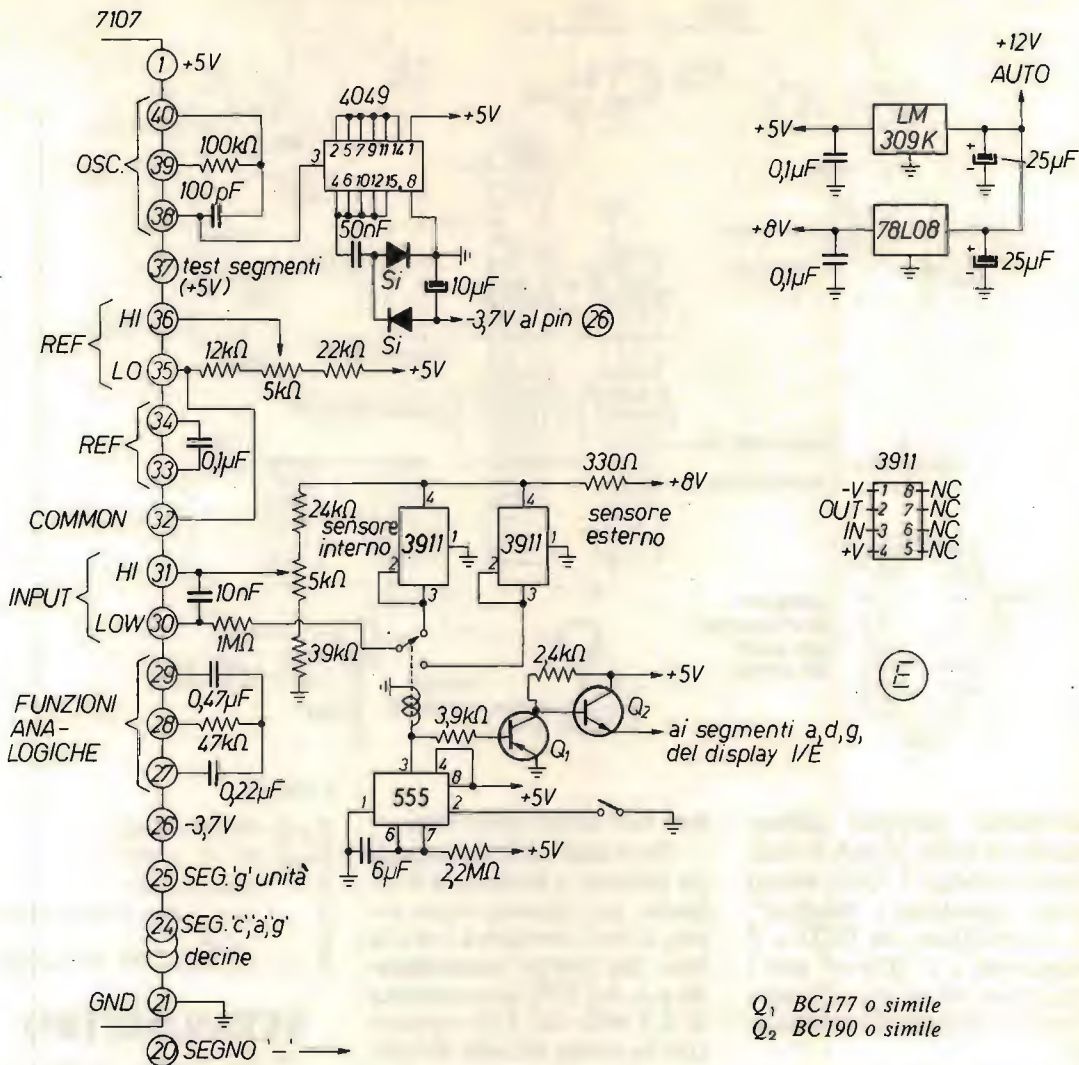 7107
1 +5V
40
OSC.
39
100kΩ
100pF
38
37 test segmenti
(+5V)
4049
+5V
2 5 7 9 11 14 1
3
4 6 10 12 15 8
50nF
Si
10µF
Si
-3,7V al pin 26
+12V
AUTO
LM
309K
+5V
0,1µF
+
-
25µF
78L08
+8V
0,1µF
+
-
25µF
HI 36
REF
LO 35
12kΩ
5kΩ
22kΩ
+5V
34
REF
33
0,1µF
COMMON 32
330Ω
+8V
24kΩ
sensore
interno
4
3911
1
2
3
4
3911
1
2
3
sensore
esterno
3911
-V 1 8 NC
OUT 2 7 NC
IN 3 6 NC
+V 4 5 NC
HI 31
INPUT
10nF
LOW 30
1MΩ
5kΩ
39kΩ
E
29
FUNZIONI
ANA-
LOGICHE
0,47µF
28
47kΩ
27
0,22µF
2,4kΩ
+5V
Q2
3,9kΩ
Q1
ai segmenti a,d,g,
del display I/E
3
4
8
555
1
2
+5V
6
7
6µF
2,2MΩ
+5V
26 -3,7V
25 SEG.'g' unità
24 SEG.'c','a','g'
decine
GND 21
20 SEGNO '-'
Q1 BC177 o simile
Q2 BC190 o simile